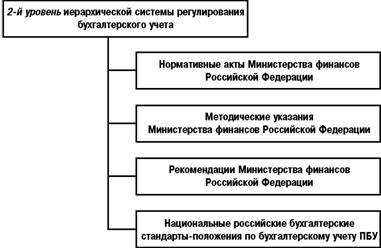 2-й уровень иерархической системы регулирования
бухгалтерского учета
Нормативные акты Министерства финансов
Российской Федерации
Методические указания
Министерства финансов Российской Федерации
Рекомендации Министерства финансов
Российской Федерации
Национальные российские бухгалтерские
стандарты-положения по бухгалтерскому учету ПБУ